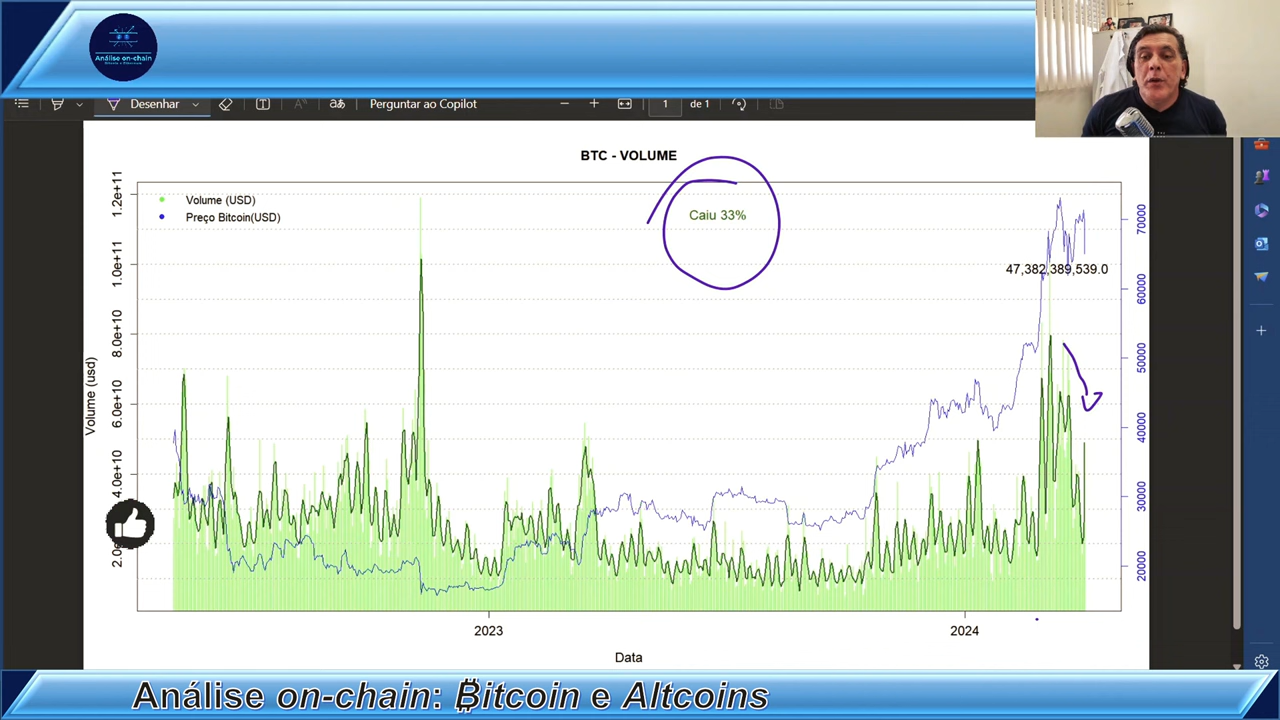 Análise on-chain
Desenhar
Perguntar ao Copilot
1
de 1
BTC - VOLUME
Volume (USD)
Preço Bitcoin(USD)
Caiu 33%
47,382,389,539.0
Volume (usd)
1.2e+11
1.0e+11
8.0e+10
6.0e+10
4.0e+10
70000
60000
50000
40000
30000
20000
2023
2024
Data
Análise on-chain: ₿itcoin e Altcoins